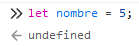 ≫ let nombre = 5;
← undefined